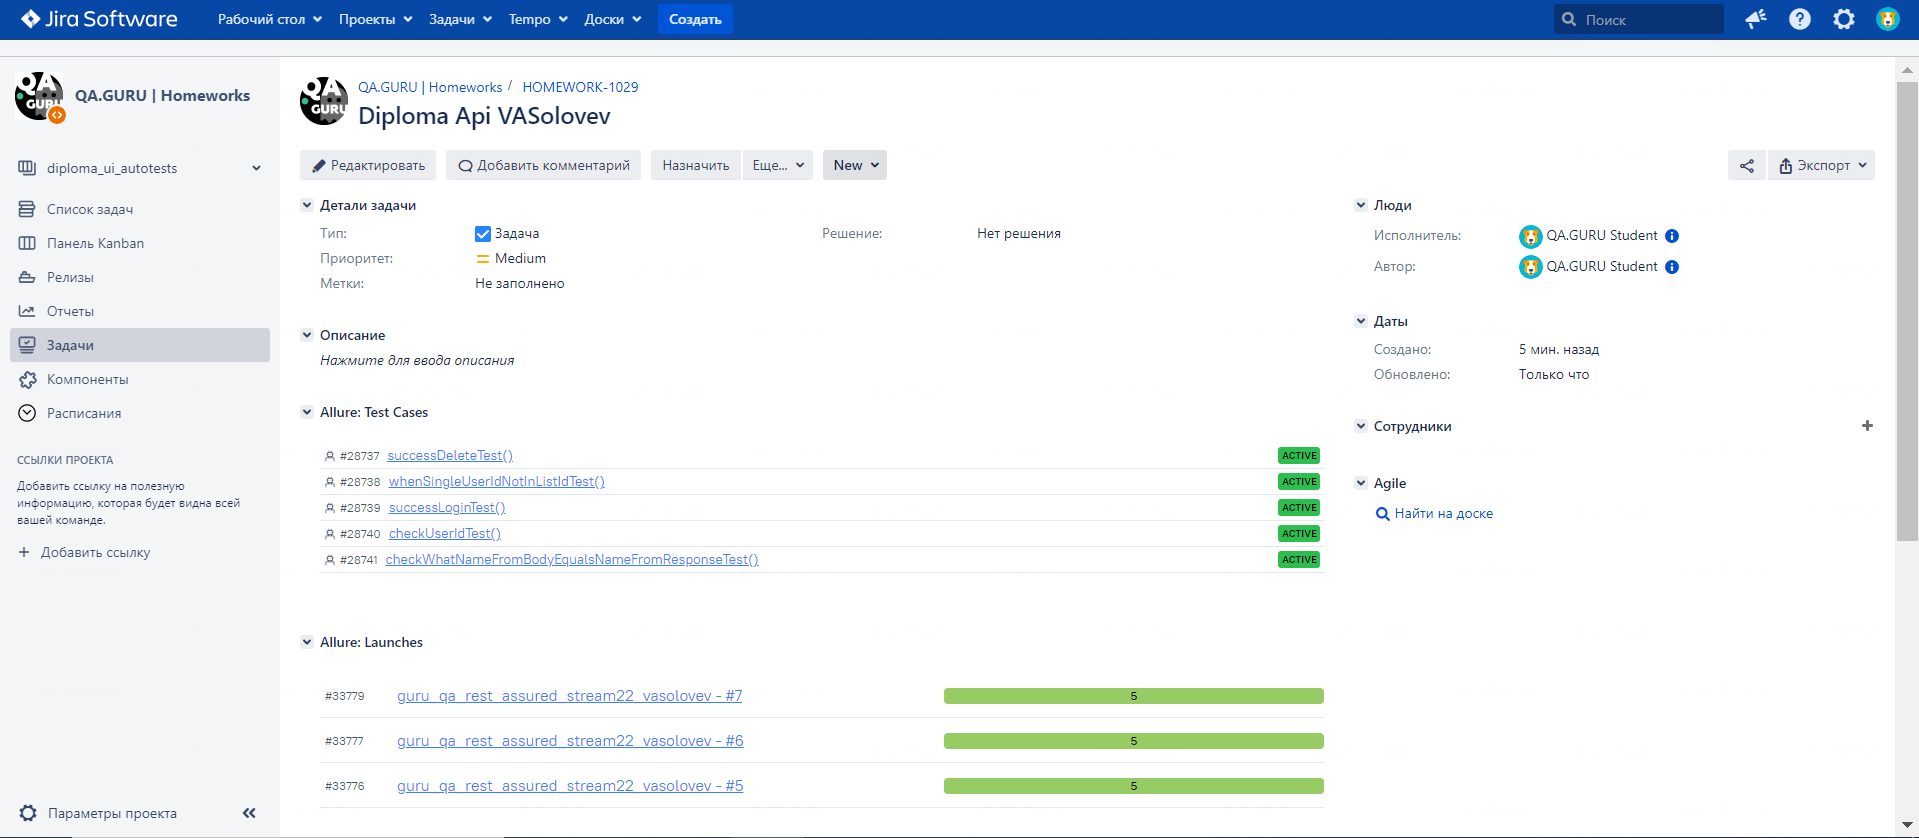 Jira Software
Рабочий стол
Проекты
Задачи
Tempo
Доски
Создать
Поиск
QA GURU
QA.GURU | Homeworks
diploma_ui_autotests
Список задач
Панель Kanban
Релизы
Отчеты
Задачи
Компоненты
Расписания
ССЫЛКИ ПРОЕКТА
Добавить ссылку на полезную
информацию, которая будет видна всей
вашей команде.
+ Добавить ссылку
Параметры проекта
QA GURU
QA.GURU | Homeworks / HOMEWORK-1029
Diploma Api VASolovev
Редактировать
Добавить комментарий
Назначить
Еще...
New
Экспорт
Детали задачи
Тип: Задача
Решение: Нет решения
Приоритет: Medium
Метки: Не заполнено
Описание
Нажмите для ввода описания
Allure: Test Cases
#28737 successDeleteTest() ACTIVE
#28738 whenSingleUserIdNotInListIdTest() ACTIVE
#28739 successLoginTest() ACTIVE
#28740 checkUserIdTest() ACTIVE
#28741 checkWhatNameFromBodyEqualsNameFromResponseTest() ACTIVE
Allure: Launches
#33779 guru_qa_rest_assured_stream22_vasolovev - #7 5
#33777 guru_qa_rest_assured_stream22_vasolovev - #6 5
#33776 guru_qa_rest_assured_stream22_vasolovev - #5 5
Люди
Исполнитель: QA.GURU Student
Автор: QA.GURU Student
Даты
Создано: 5 мин. назад
Обновлено: Только что
Сотрудники
Agile
Найти на доске